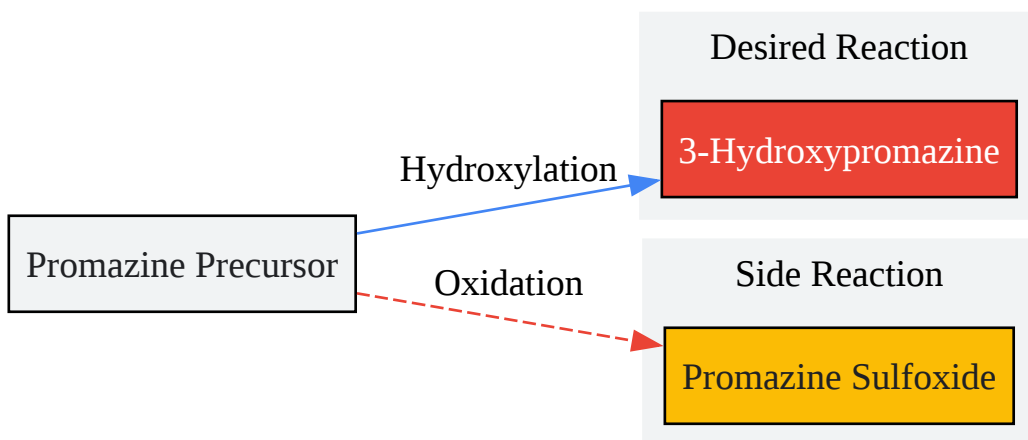 Desired Reaction
3-Hydroxypromazine
Hydroxylation
Promazine Precursor
Oxidation
Side Reaction
Promazine Sulfoxide